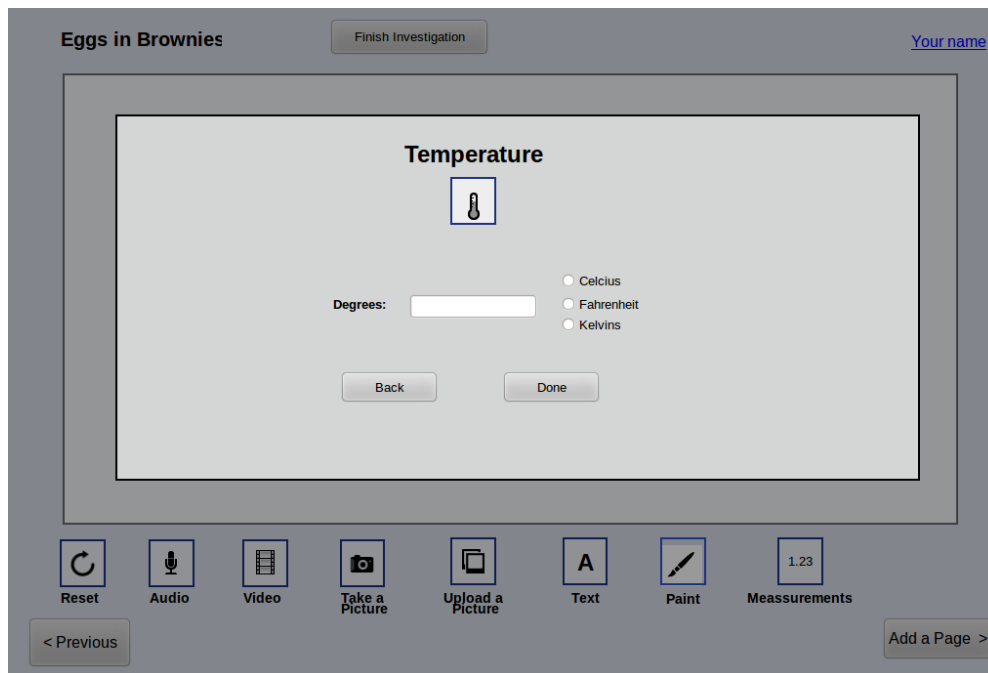 Eggs in Brownies
Finish Investigation
Your name
Temperature
Degrees:
Celcius
Fahrenheit
Kelvins
Back
Done
1.23
A
Reset
Audio
Video
Take a
Picture
Upload a
Picture
Text
Paint
Meassurements
< Previous
Add a Page >